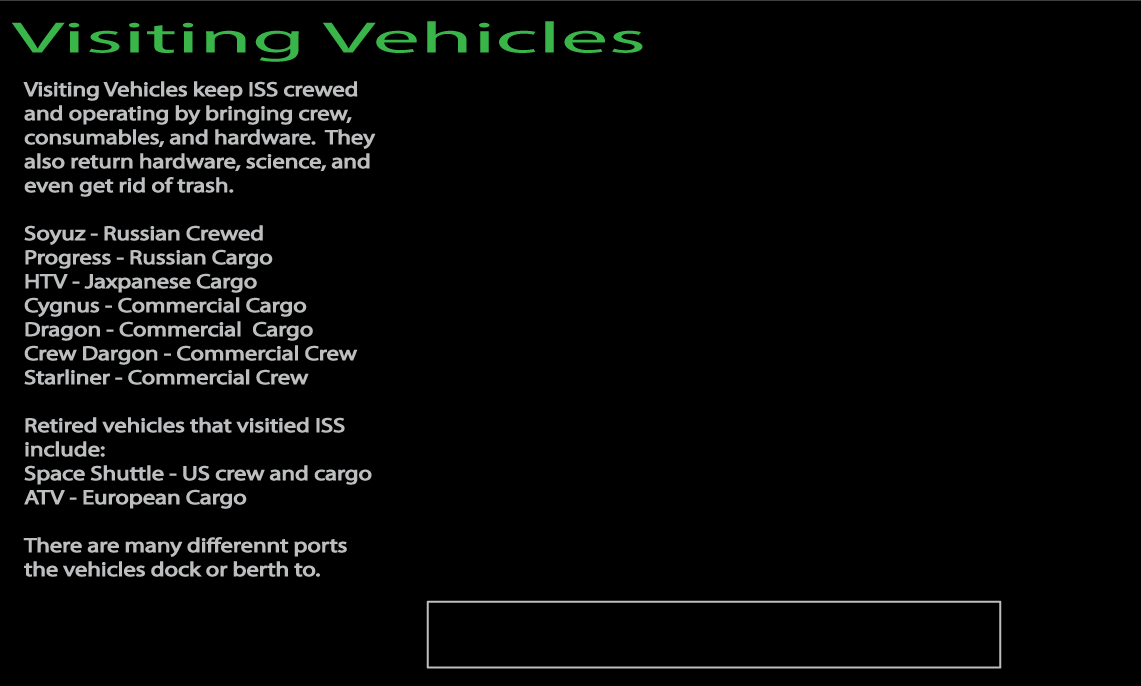 Visiting Vehicles
Visiting Vehicles keep ISS crewed
and operating by bringing crew,
consumables, and hardware.  They
also return hardware, science, and
even get rid of trash.
Soyuz - Russian Crewed
Progress - Russian Cargo
HTV - Jaxpanese Cargo
Cygnus - Commercial Cargo
Dragon - Commercial  Cargo
Crew Dargon - Commercial Crew
Starliner - Commercial Crew
Retired vehicles that visitied ISS
include:
Space Shuttle - US crew and cargo
ATV - European Cargo
There are many differennt ports
the vehicles dock or berth to.